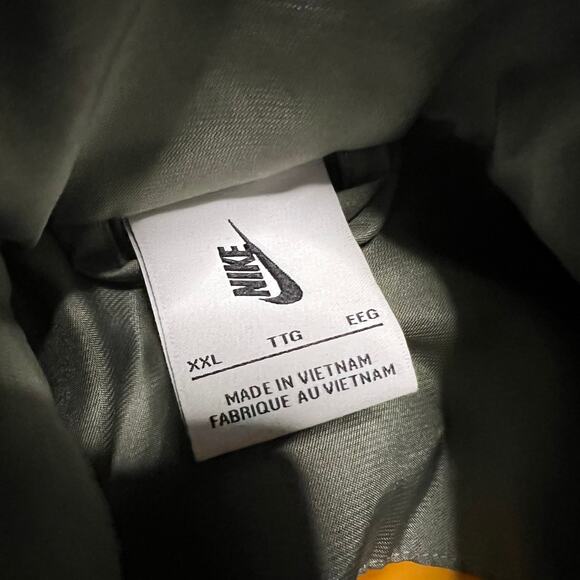 NIKE
XXL TTG EEG
MADE IN VIETNAM
FABRIQUE AU VIETNAM